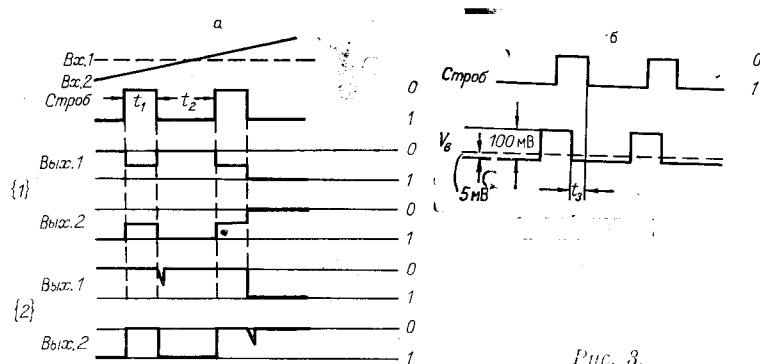 а
Вх.1
Вх.2
Строб
t₁
t₂
0
1
Вых.1
0
1
{1}
Вых.2
0
1
Вых.1
0
1
{2}
Вых.2
0
1
б
Строб
0
1
Vв
100 мВ
5 мВ
t₃
Рис. 3.